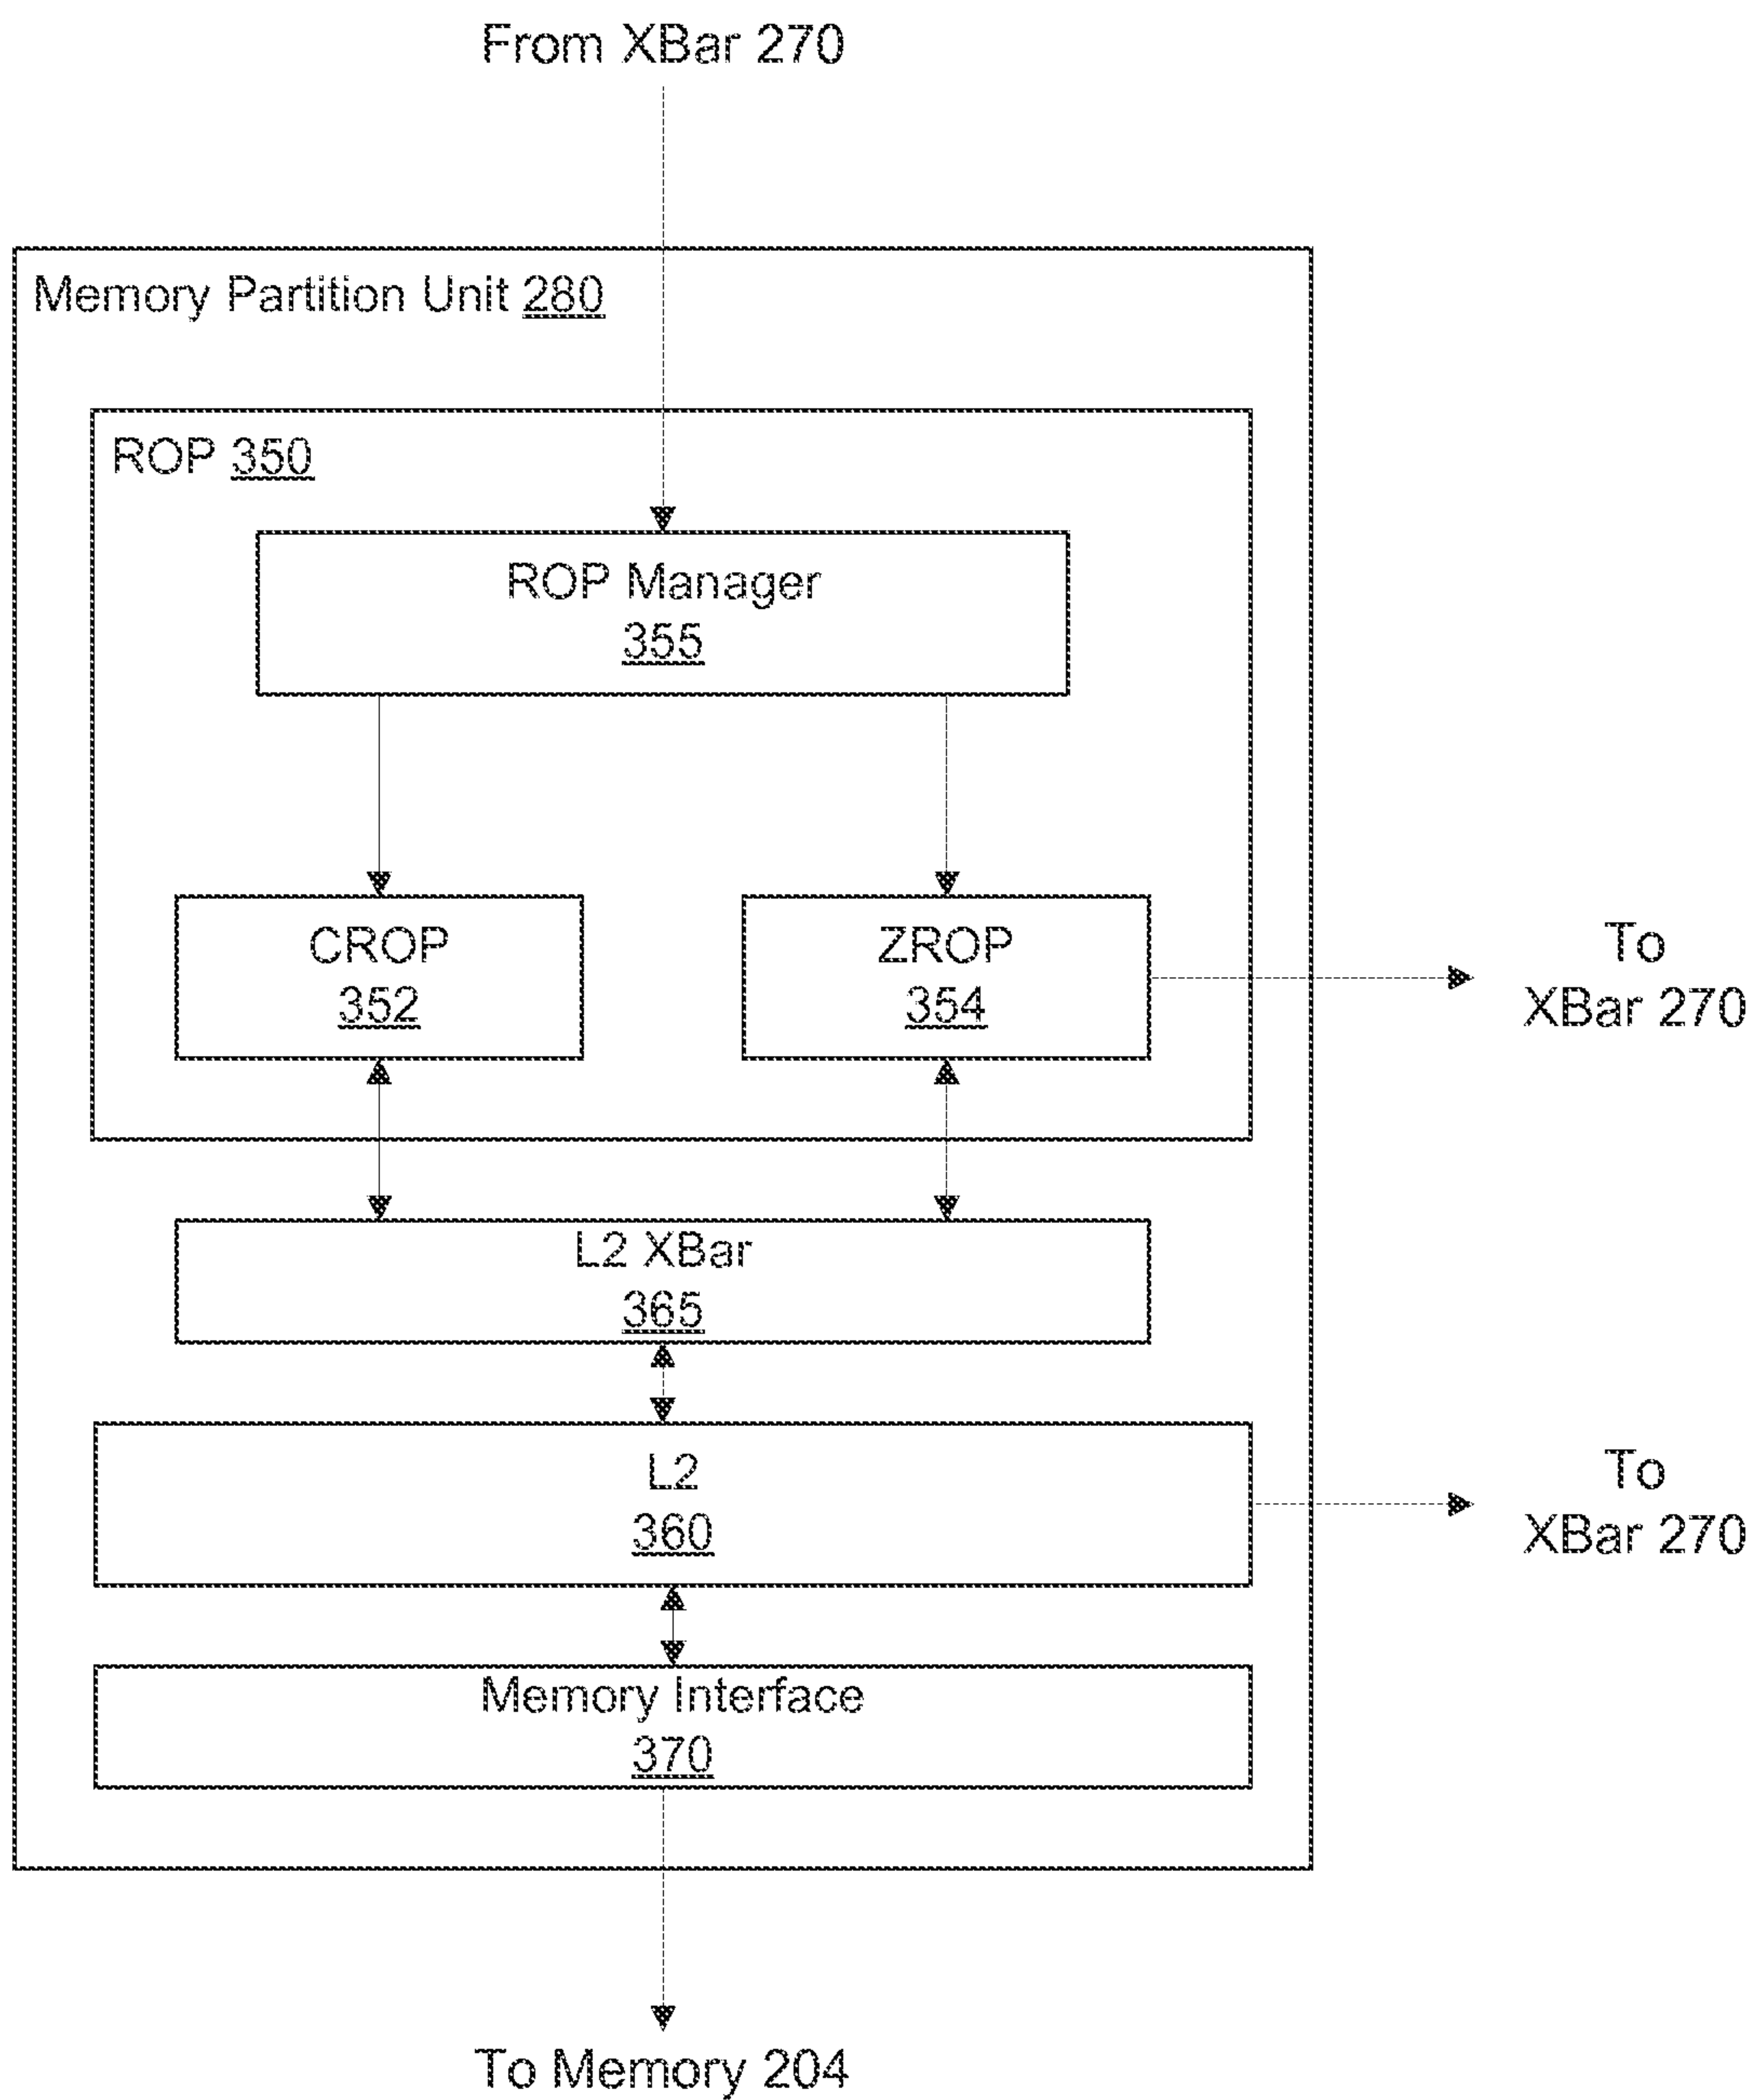 From XBar 270
Memory Partition Unit 280
ROP 350
ROP Manager
355
CROP
352
ZROP
354
To
XBar 270
L2 XBar
365
L2
360
To
XBar 270
Memory Interface
370
To Memory 204